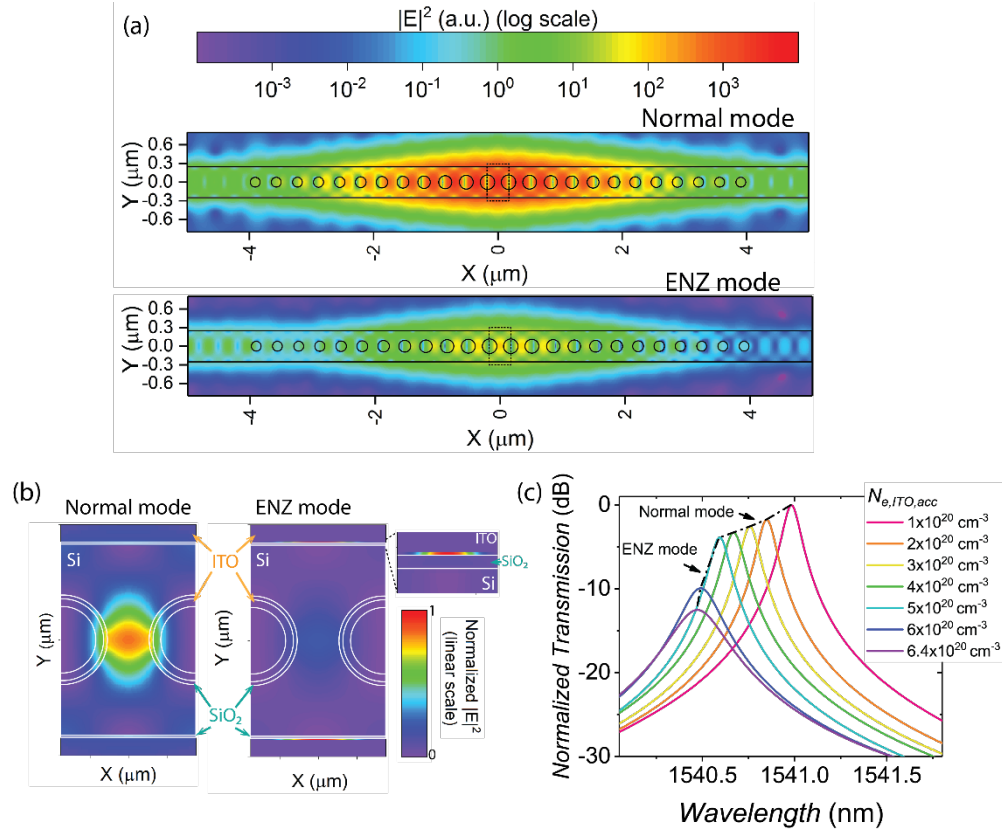 (a)
|E|² (a.u.) (log scale)
10⁻³ 10⁻² 10⁻¹ 10⁰ 10¹ 10² 10³
Normal mode
Y (μm)
0.6
0.3
0.0
-0.3
-0.6
-4 -2 0 2 4
X (μm)
ENZ mode
Y (μm)
0.6
0.3
0.0
-0.3
-0.6
-4 -2 0 2 4
X (μm)
(b)
Normal mode
Si
Y (μm)
X (μm)
ITO
SiO₂
ENZ mode
Si
Y (μm)
X (μm)
ITO
SiO₂
Si
1
0
Normalized |E|²
(linear scale)
(c)
Normalized Transmission (dB)
0
-10
-20
-30
1540.5 1541.0 1541.5
Wavelength (nm)
Normal mode
ENZ mode
Nₑ,ITO,acc
1x10²⁰ cm⁻³
2x10²⁰ cm⁻³
3x10²⁰ cm⁻³
4x10²⁰ cm⁻³
5x10²⁰ cm⁻³
6x10²⁰ cm⁻³
6.4x10²⁰ cm⁻³